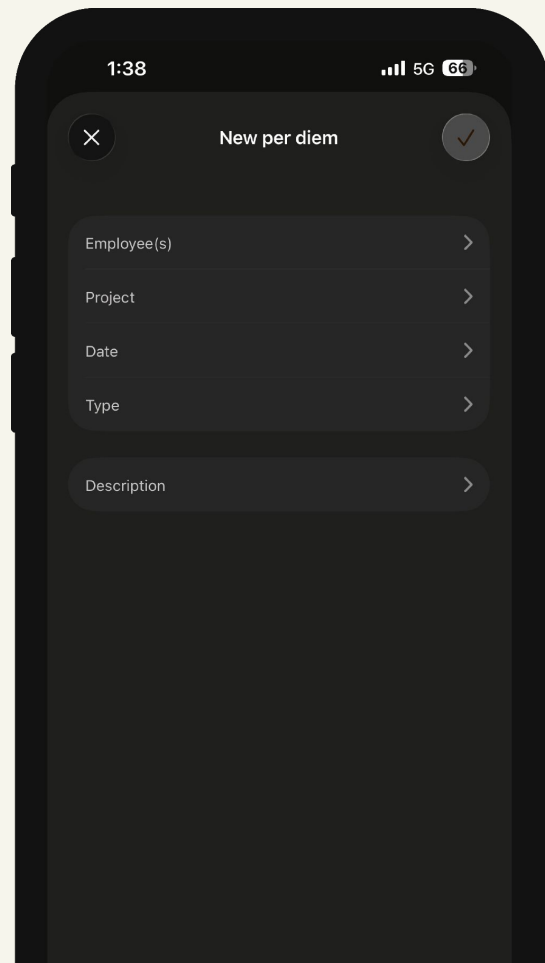 1:38 5G 66
New per diem
Employee(s)
Project
Date
Type
Description